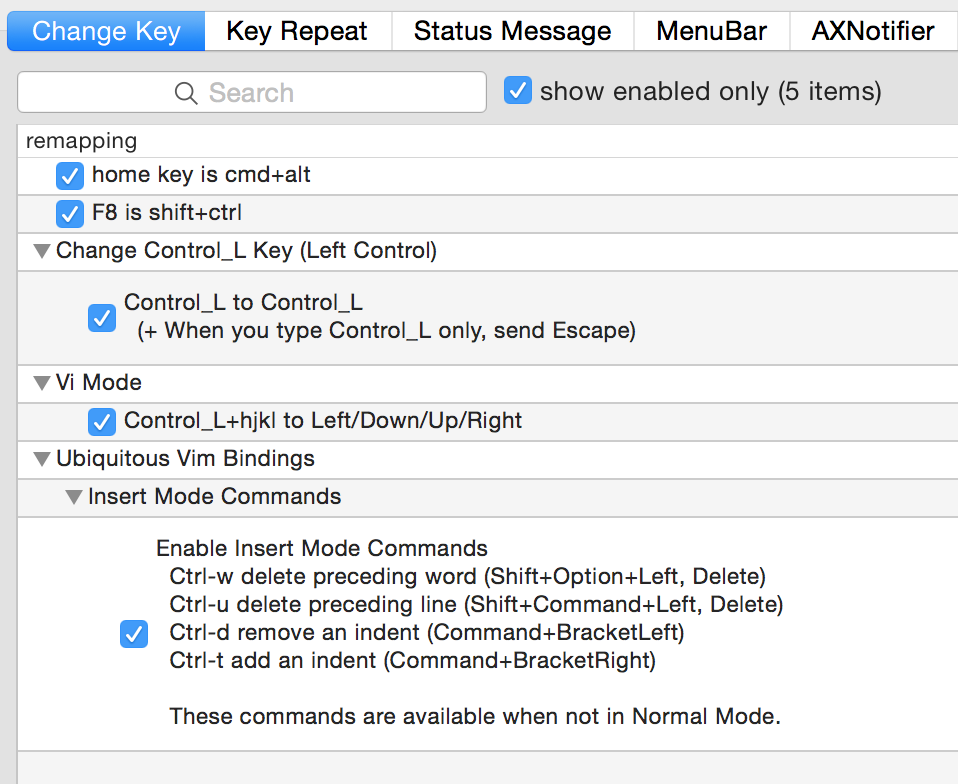 Change Key Key Repeat Status Message MenuBar AXNotifier
Search show enabled only (5 items)
remapping
home key is cmd+alt
F8 is shift+ctrl
Change Control_L Key (Left Control)
Control_L to Control_L
(+ When you type Control_L only, send Escape)
Vi Mode
Control_L+hjkl to Left/Down/Up/Right
Ubiquitous Vim Bindings
Insert Mode Commands
Enable Insert Mode Commands
Ctrl-w delete preceding word (Shift+Option+Left, Delete)
Ctrl-u delete preceding line (Shift+Command+Left, Delete)
Ctrl-d remove an indent (Command+BracketLeft)
Ctrl-t add an indent (Command+BracketRight)
These commands are available when not in Normal Mode.